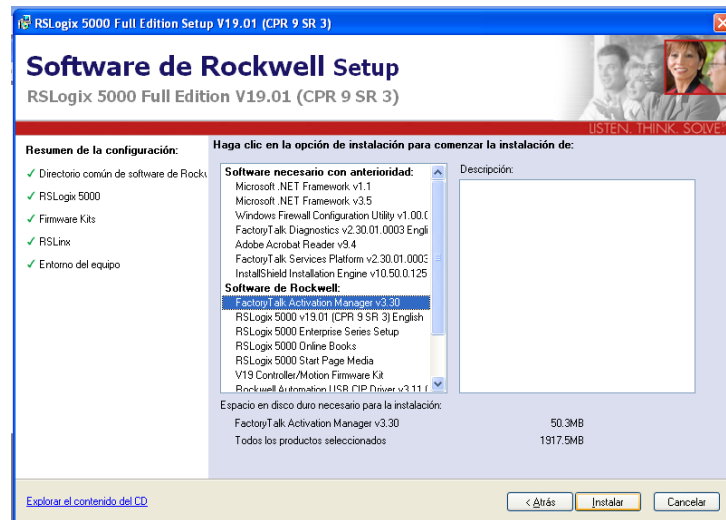 RSLogix 5000 Full Edition Setup V19.01 (CPR 9 SR 3)
Software de Rockwell Setup
RSLogix 5000 Full Edition V19.01 (CPR 9 SR 3)
LISTEN. THINK. SOLVE.
Resumen de la configuración:
Directorio común de software de Rocku
RSLogix 5000
Firmware Kits
RSLinx
Entorno del equipo
Haga clic en la opción de instalación para comenzar la instalación de:
Software necesario con anterioridad:
Microsoft .NET Framework v1.1
Microsoft .NET Framework v3.5
Windows Firewall Configuration Utility v1.00.0
FactoryTalk Diagnostics v2.30.01.0003 Engli
Adobe Acrobat Reader v9.4
FactoryTalk Services Platform v2.30.01.0003
InstallShield Installation Engine v10.50.0.125
Software de Rockwell:
FactoryTalk Activation Manager v3.30
RSLogix 5000 v19.01 (CPR 9 SR 3) English
RSLogix 5000 Enterprise Series Setup
RSLogix 5000 Online Books
RSLogix 5000 Start Page Media
V19 Controller/Motion Firmware Kit
Rockwell Automation USB CIP Driver v3.11
Descripción:
Espacio en disco duro necesario para la instalación:
FactoryTalk Activation Manager v3.30 50.3MB
Todos los productos seleccionados 1917.5MB
Explorar el contenido del CD
< Atrás
Instalar
Cancelar